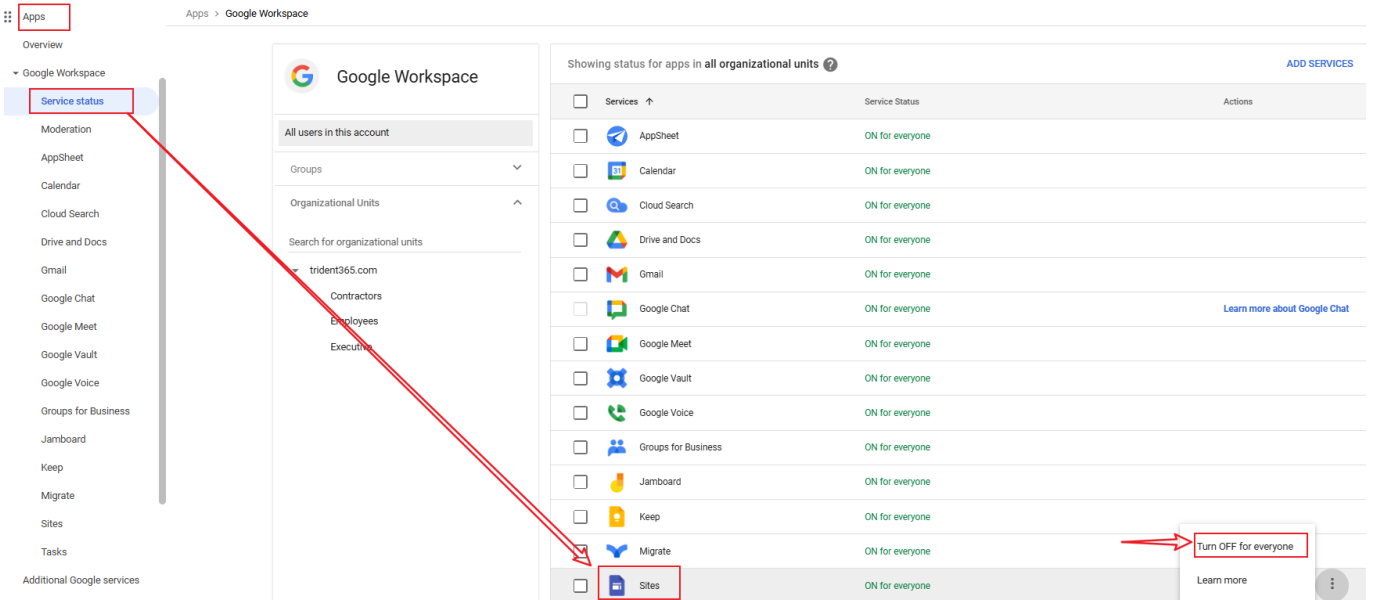 Apps
Overview
Google Workspace
Service status
Moderation
AppSheet
Calendar
Cloud Search
Drive and Docs
Gmail
Google Chat
Google Meet
Google Vault
Google Voice
Groups for Business
Jamboard
Keep
Migrate
Sites
Tasks
Additional Google services
Apps > Google Workspace
Google Workspace
All users in this account
Groups
Organizational Units
Search for organizational units
trident365.com
Contractors
Employees
Executive
Showing status for apps in all organizational units ?
ADD SERVICES
Services Service Status Actions
AppSheet ON for everyone
31 Calendar ON for everyone
Cloud Search ON for everyone
Drive and Docs ON for everyone
Gmail ON for everyone
Google Chat ON for everyone Learn more about Google Chat
Google Meet ON for everyone
Google Vault ON for everyone
Google Voice ON for everyone
Groups for Business ON for everyone
Jamboard ON for everyone
Keep ON for everyone
Migrate ON for everyone
Sites ON for everyone
Turn OFF for everyone
Learn more